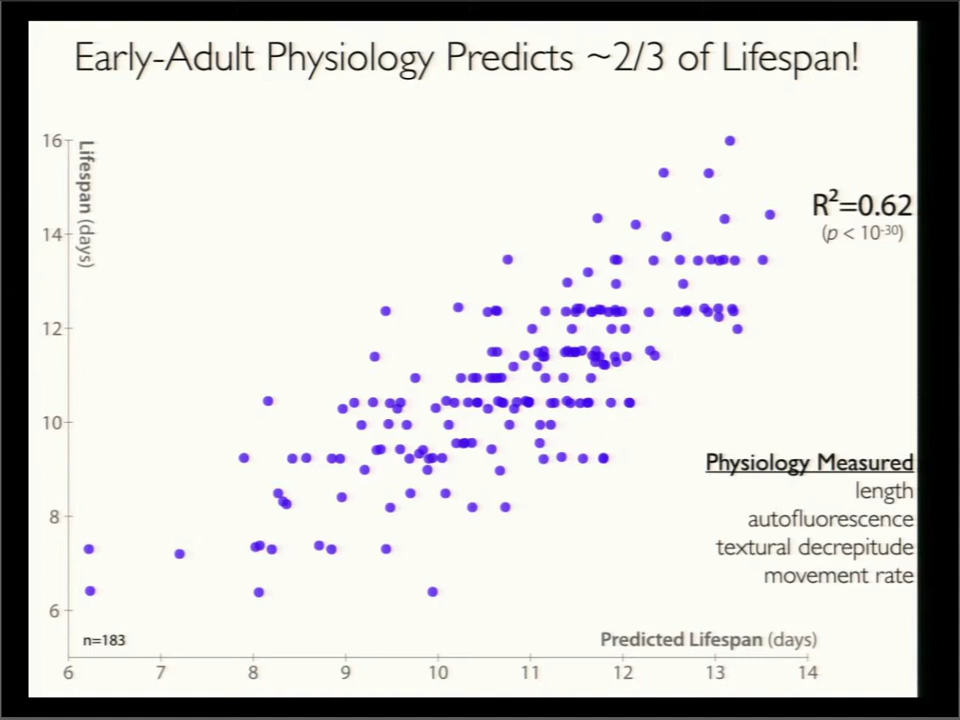 Early-Adult Physiology Predicts ~2/3 of Lifespan!
16
Lifespan (days)
14
12
10
8
6
R²=0.62
(p < 10⁻³⁰)
Physiology Measured
length
autofluorescence
textural decrepitude
movement rate
n=183
Predicted Lifespan (days)
6 7 8 9 10 11 12 13 14